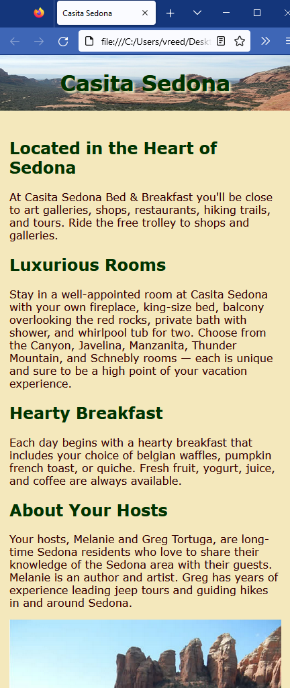 Casita Sedona
file:///C:/Users/vreed/Desk
Casita Sedona
Located in the Heart of
Sedona
At Casita Sedona Bed & Breakfast you'll be close
to art galleries, shops, restaurants, hiking trails,
and tours. Ride the free trolley to shops and
galleries.
Luxurious Rooms
Stay in a well-appointed room at Casita Sedona
with your own fireplace, king-size bed, balcony
overlooking the red rocks, private bath with
shower, and whirlpool tub for two. Choose from
the Canyon, Javelina, Manzanita, Thunder
Mountain, and Schnebly rooms — each is unique
and sure to be a high point of your vacation
experience.
Hearty Breakfast
Each day begins with a hearty breakfast that
includes your choice of belgian waffles, pumpkin
french toast, or quiche. Fresh fruit, yogurt, juice,
and coffee are always available.
About Your Hosts
Your hosts, Melanie and Greg Tortuga, are long-
time Sedona residents who love to share their
knowledge of the Sedona area with their guests.
Melanie is an author and artist. Greg has years of
experience leading jeep tours and guiding hikes
in and around Sedona.